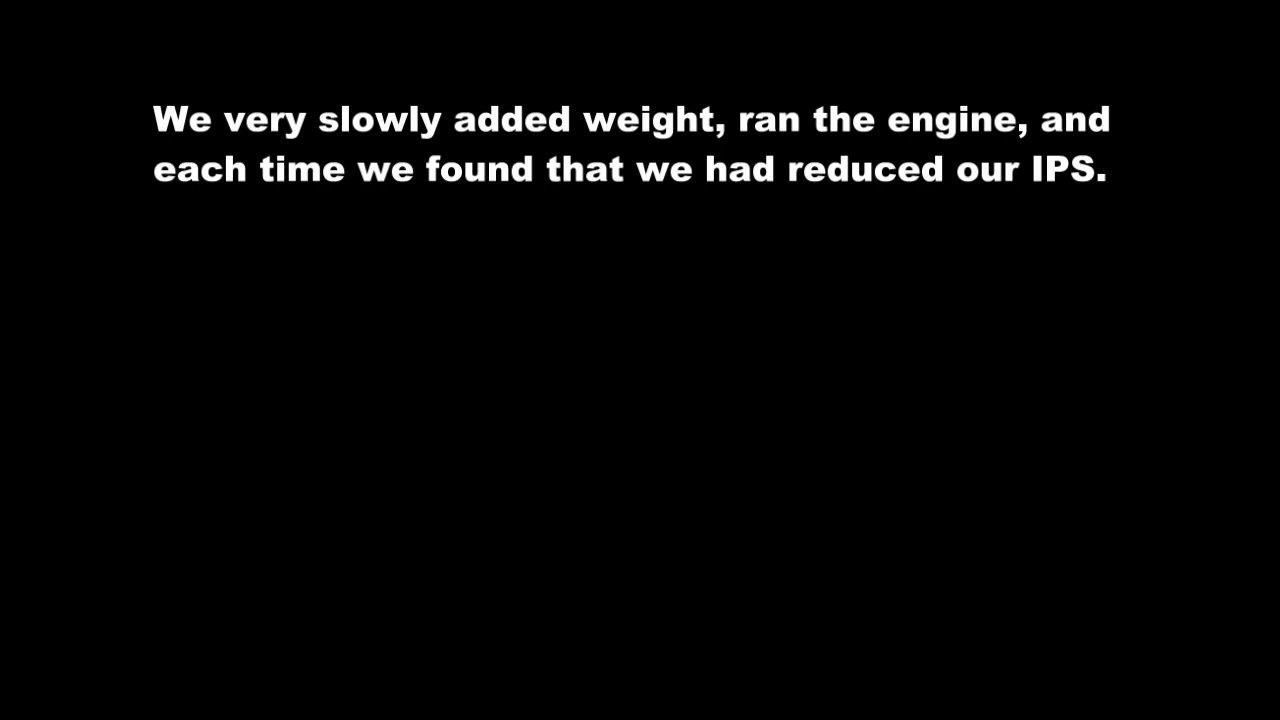 We very slowly added weight, ran the engine, and
each time we found that we had reduced our IPS.